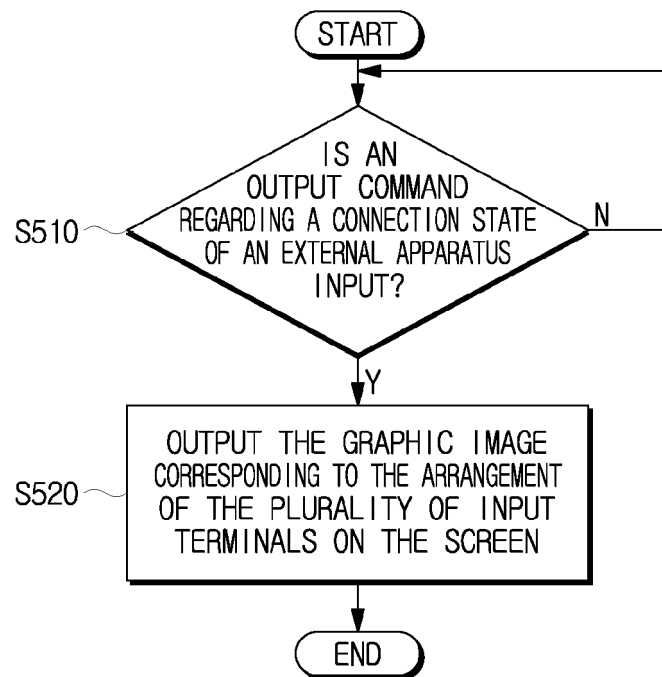 START
IS AN
OUTPUT COMMAND
REGARDING A CONNECTION STATE
OF AN EXTERNAL APPARATUS
INPUT?
N
S510
Y
OUTPUT THE GRAPHIC IMAGE
CORRESPONDING TO THE ARRANGEMENT
OF THE PLURALITY OF INPUT
TERMINALS ON THE SCREEN
S520
END